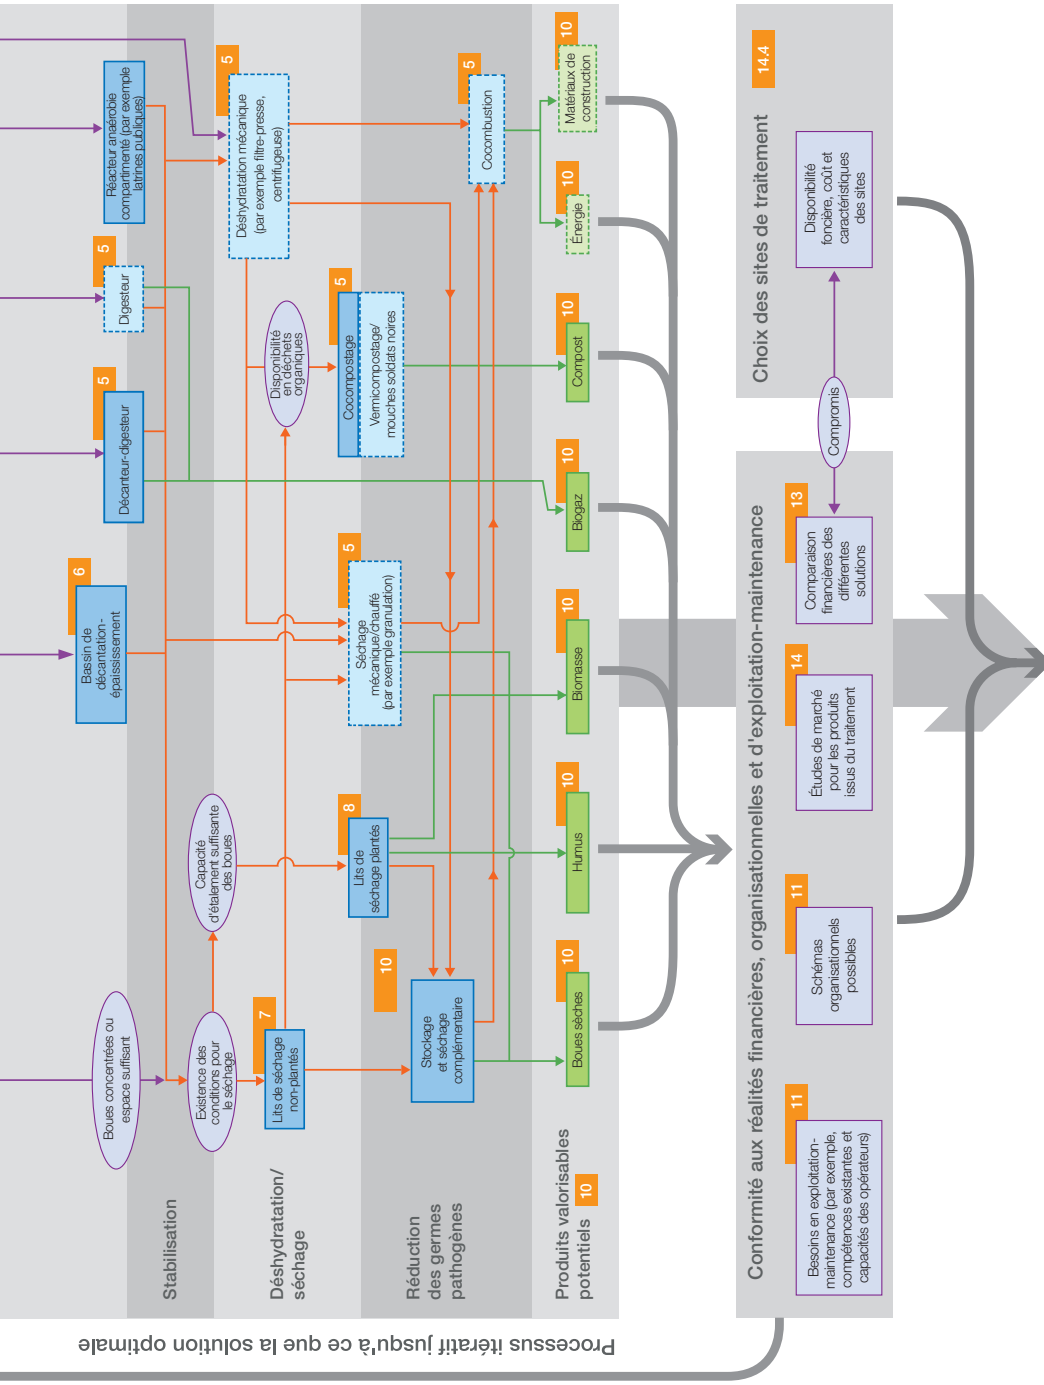 Réacteur anaérobie
compartimenté (par exemple
latrines publiques)
5
Digesteur
5
Décanteur-digesteur
6
Bassin de
décantation-
épaississement
Boues concentrées ou
espace suffisant
Stabilisation
5
Déshydratation mécanique
(par exemple filtre-presse,
centrifugeuse)
Disponibilité
en déchets
organiques
Capacité
d'étalement suffisante
des boues
Existence des
conditions pour
le séchage
7
Lits de séchage
non-plantés
Déshydratation/
séchage
5
Cocombustion
5
Cocompostage
Vermicompostage/
mouches soldats noires
5
Séchage
mécanique/chauffé
(par exemple granulation)
8
Lits de
séchage plantés
10
Stockage
et séchage
complémentaire
Réduction
des germes
pathogènes
10
Matériaux de
construction
10
Énergie
10
Compost
10
Biogaz
10
Biomasse
10
Humus
10
Boues sèches
Produits valorisables
potentiels
10
Processus itératif jusqu'à ce que la solution optimale
Conformité aux réalités financières, organisationnelles et d'exploitation-maintenance
11
Besoins en exploitation-
maintenance (par exemple,
compétences existantes et
capacités des opérateurs)
11
Schémas
organisationnels
possibles
14
Études de marché
pour les produits
issus du traitement
13
Comparaison
financières des
différentes
solutions
Compromis
Choix des sites de traitement
14.4
Disponibilité
foncière, coût et
caractéristiques
des sites